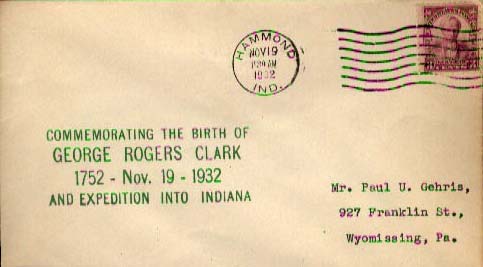 HAMMOND
NOV 19
1932
IND.
COMMEMORATING THE BIRTH OF
GEORGE ROGERS CLARK
1752 - Nov. 19 - 1932
AND EXPEDITION INTO INDIANA
Mr. Paul U. Gehris,
927 Franklin St.,
Wyomissing, Pa.